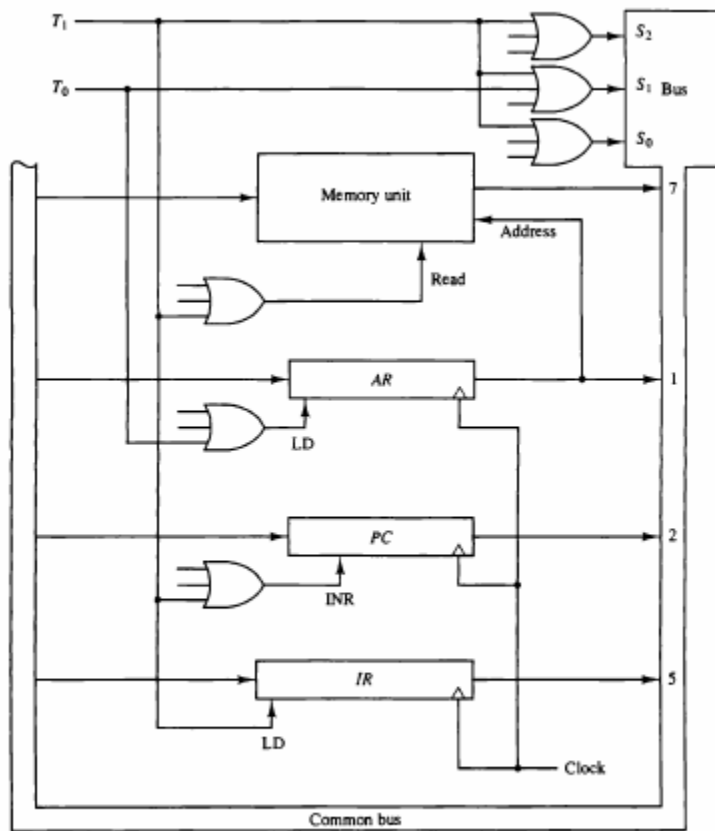 T₁
S₂
T₀
S₁ Bus
S₀
Memory unit
7
Address
Read
AR
1
LD
PC
2
INR
IR
5
LD
Clock
Common bus